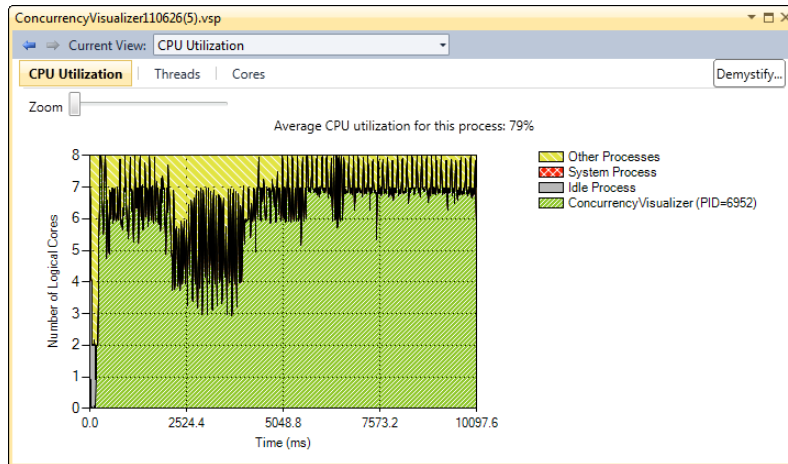 ConcurrencyVisualizer110626(5).vsp
Current View: CPU Utilization
CPU Utilization Threads Cores Demystify...
Zoom
Average CPU utilization for this process: 79%
8
7
6
5
4
3
2
1
0
Number of Logical Cores
0.0 2524.4 5048.8 7573.2 10097.6
Time (ms)
Other Processes
System Process
Idle Process
ConcurrencyVisualizer (PID=6952)